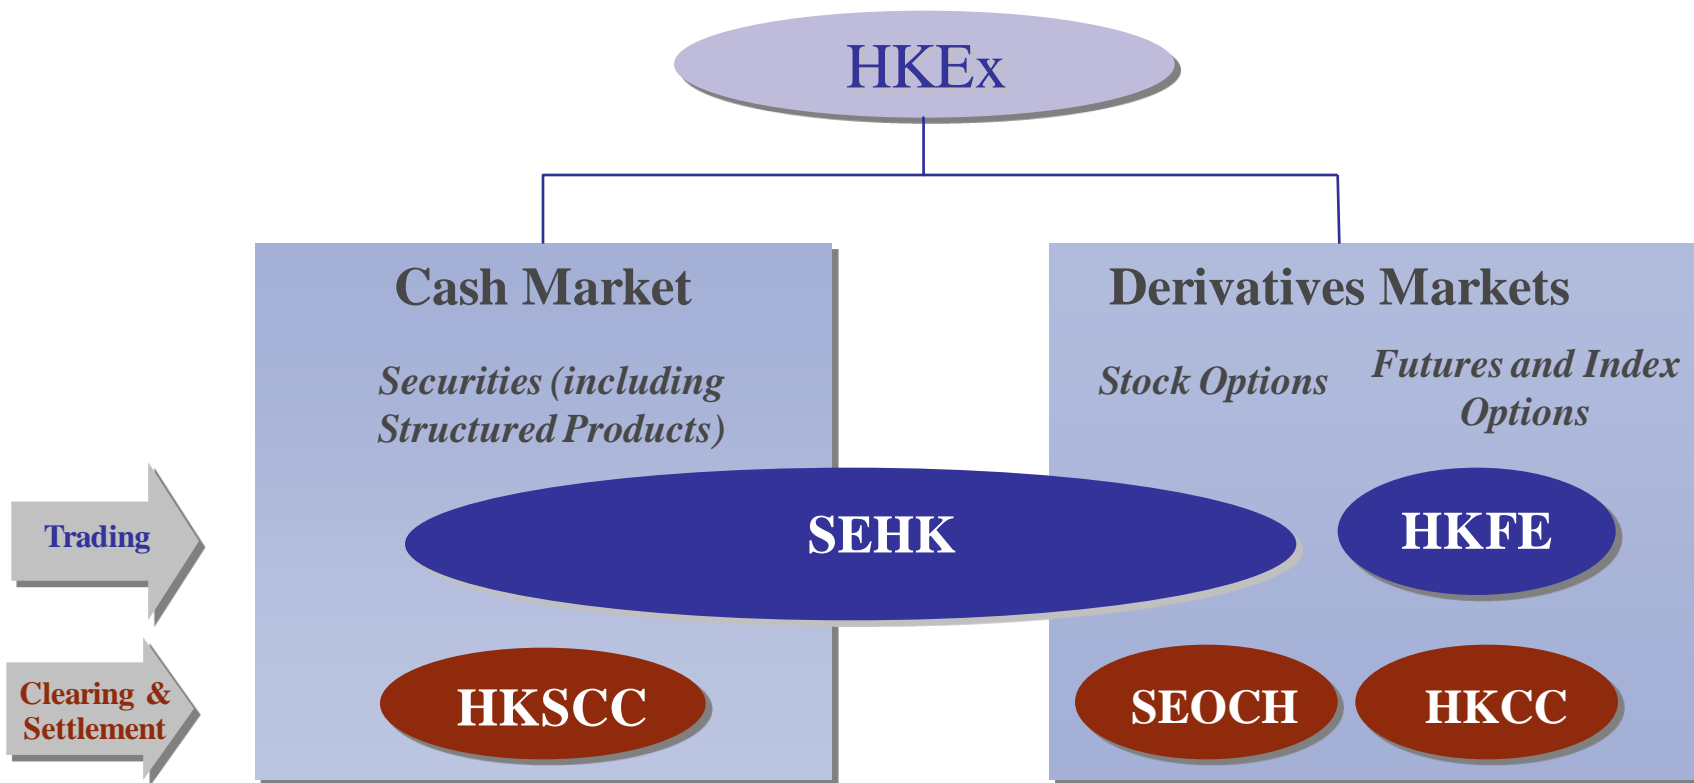 HKEx
Cash Market
Securities (including
Structured Products)
Derivatives Markets
Stock Options
Futures and Index
Options
Trading
SEHK
HKFE
Clearing &
Settlement
HKSCC
SEOCH
HKCC